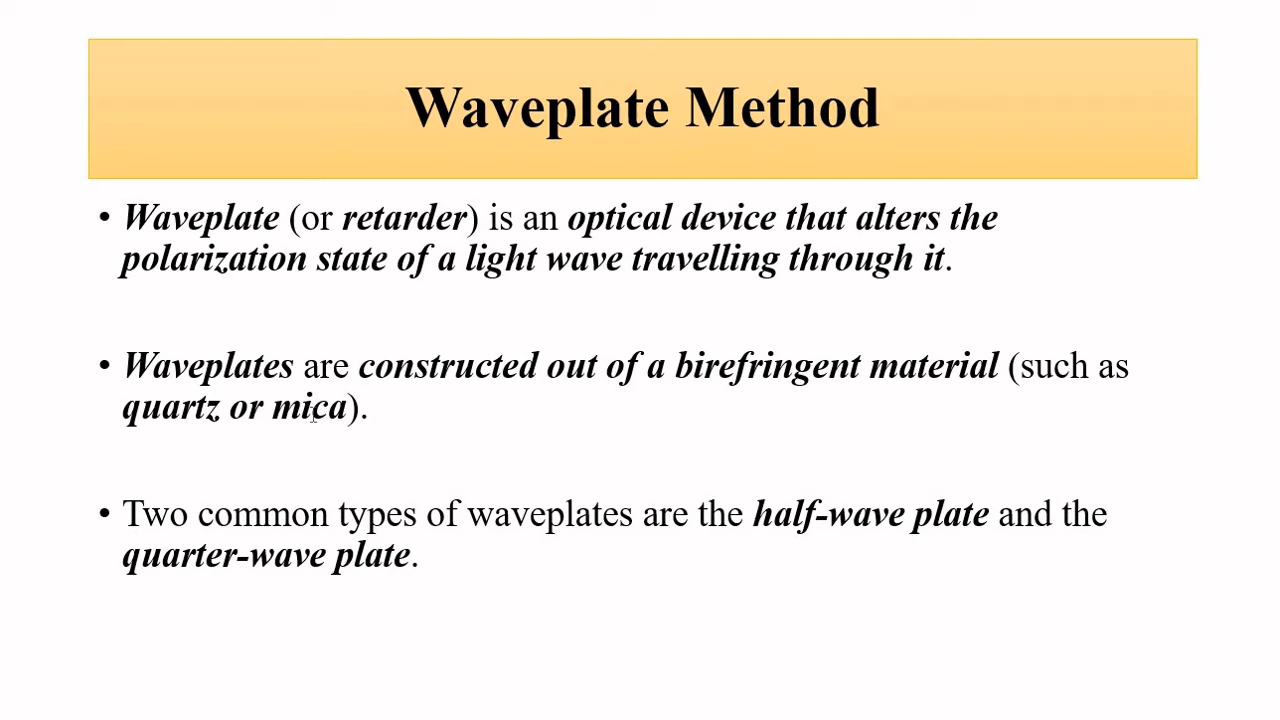 Waveplate Method
• Waveplate (or retarder) is an optical device that alters the
polarization state of a light wave travelling through it.
• Waveplates are constructed out of a birefringent material (such as
quartz or mica).
• Two common types of waveplates are the half-wave plate and the
quarter-wave plate.